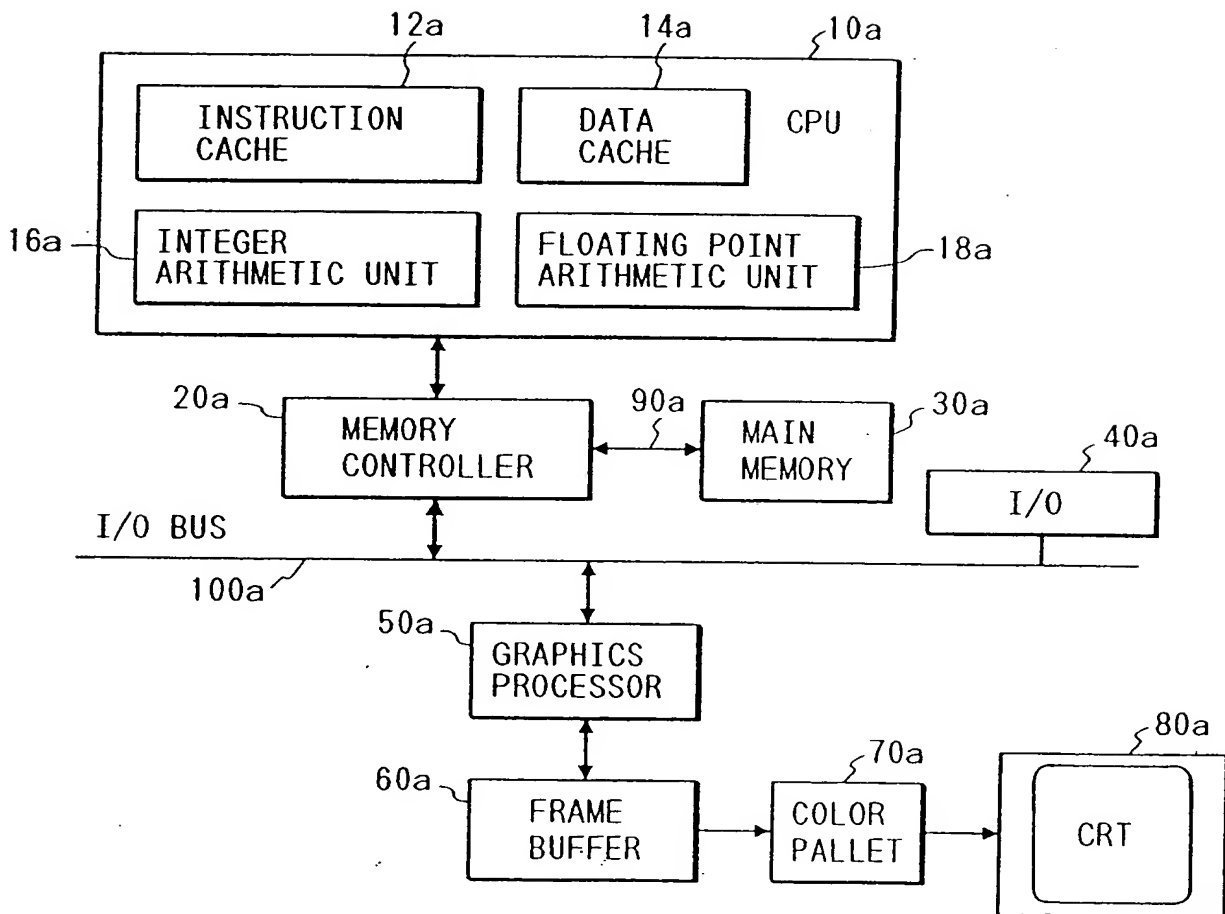 12a
14a
10a
INSTRUCTION
CACHE
DATA
CACHE
CPU
16a
INTEGER
ARITHMETIC UNIT
FLOATING POINT
ARITHMETIC UNIT
18a
20a
MEMORY
CONTROLLER
90a
MAIN
MEMORY
30a
40a
I/O
I/O BUS
100a
50a
GRAPHICS
PROCESSOR
60a
FRAME
BUFFER
70a
COLOR
PALLET
80a
CRT